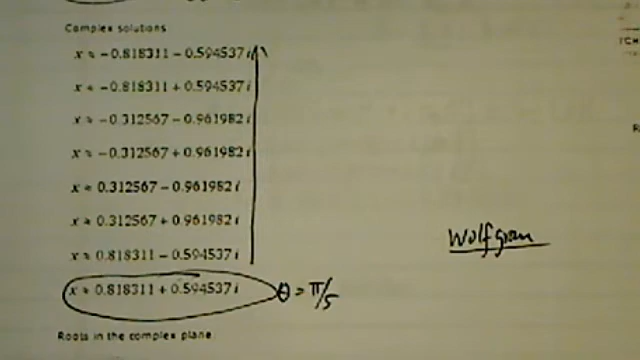 Complex solutions
x ≈ -0.818311 - 0.594537 i
x ≈ -0.818311 + 0.594537 i
x ≈ -0.312567 - 0.961982 i
x ≈ -0.312567 + 0.961982 i
x ≈ 0.312567 - 0.961982 i
x ≈ 0.312567 + 0.961982 i
x ≈ 0.818311 - 0.594537 i
x ≈ 0.818311 + 0.594537 i θ = π/5
Wolfgram
Roots in the complex plane